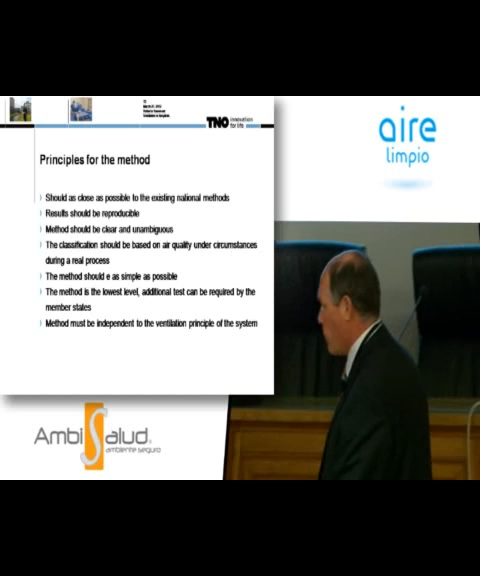 TNO innovation
for life
Principles for the method
Should as close as possible to the existing national methods
Results should be reproducible
Method should be clear and unambiguous
The classification should be based on air quality under circumstances
during a real process
The method should e as simple as possible
The method is the lowest level, additional test can be required by the
member states
Method must be independent to the ventilation principle of the system
aire
limpio
AmbiSalud
ambiente seguro